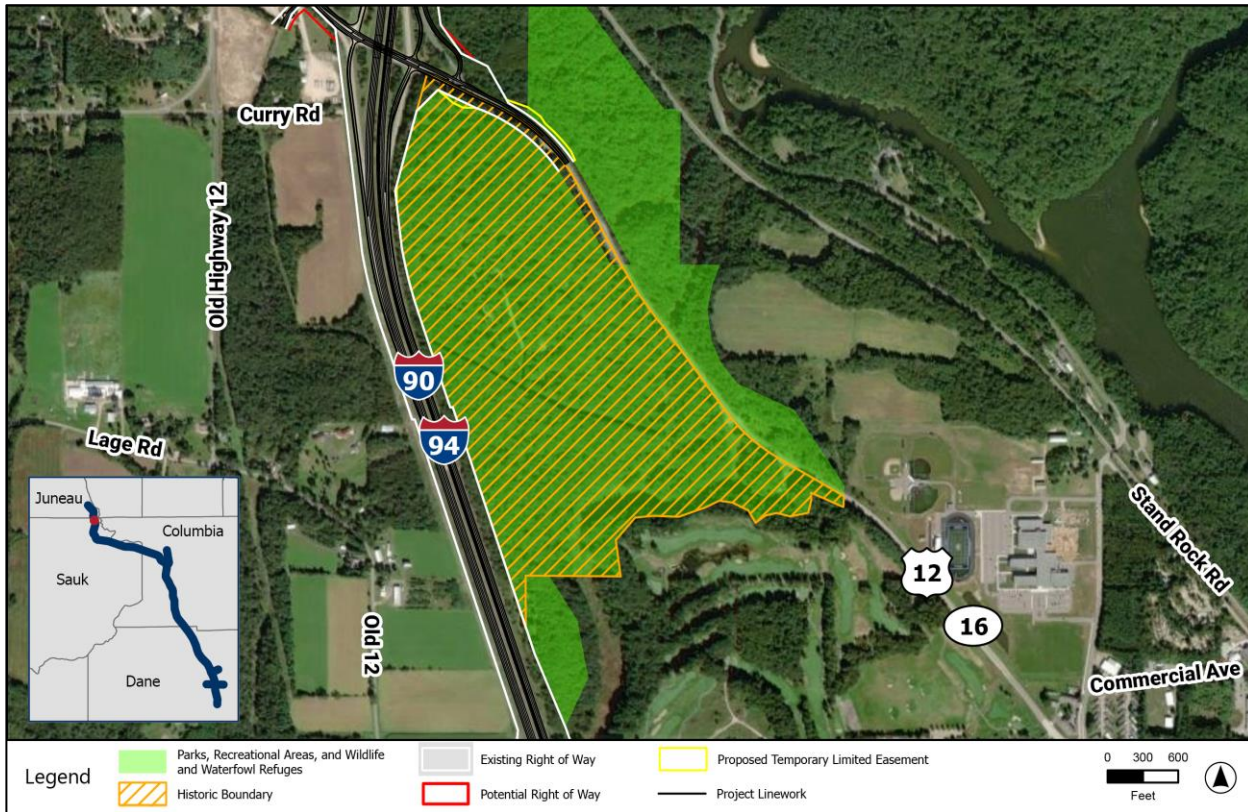 Curry Rd
Old Highway 12
90
94
Lage Rd
Juneau
Columbia
Sauk
Dane
Old 12
12
16
Stand Rock Rd
Commercial Ave
Legend
Parks, Recreational Areas, and Wildlife
and Waterfowl Refuges
Historic Boundary
Existing Right of Way
Potential Right of Way
Proposed Temporary Limited Easement
Project Linework
0 300 600
Feet